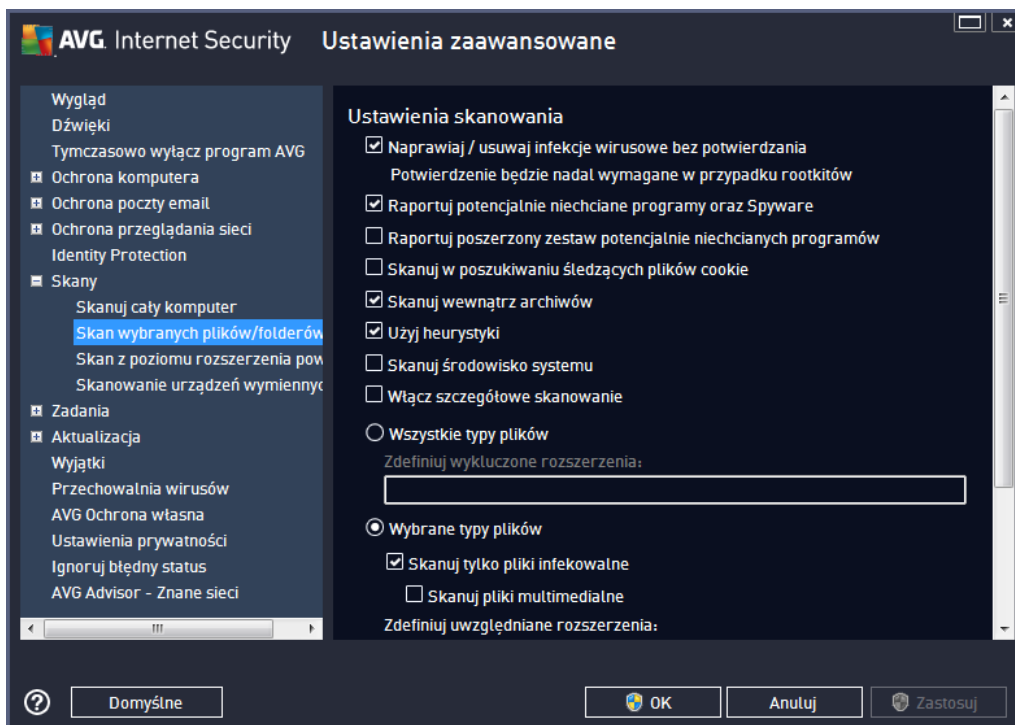 AVG. Internet Security
Ustawienia zaawansowane
Wygląd
Dźwięki
Tymczasowo wyłącz program AVG
Ochrona komputera
Ochrona poczty email
Ochrona przeglądania sieci
Identity Protection
Skany
Skanuj cały komputer
Skan wybranych plików/folderów
Skan z poziomu rozszerzenia pow
Skanowanie urządzeń wymiennyc
Zadania
Aktualizacja
Wyjątki
Przechowalnia wirusów
AVG Ochrona własna
Ustawienia prywatności
Ignoruj błędny status
AVG Advisor - Znane sieci
Ustawienia skanowania
Naprawiaj / usuwaj infekcje wirusowe bez potwierdzania
Potwierdzenie będzie nadal wymagane w przypadku rootkitów
Raportuj potencjalnie niechciane programy oraz Spyware
Raportuj poszerzony zestaw potencjalnie niechcianych programów
Skanuj w poszukiwaniu śledzących plików cookie
Skanuj wewnątrz archiwów
Użyj heurystyki
Skanuj środowisko systemu
Włącz szczegółowe skanowanie
Wszystkie typy plików
Zdefiniuj wykluczone rozszerzenia:
Wybrane typy plików
Skanuj tylko pliki infekowalne
Skanuj pliki multimedialne
Zdefiniuj uwzględniane rozszerzenia:
Domyślne
OK
Anuluj
Zastosuj